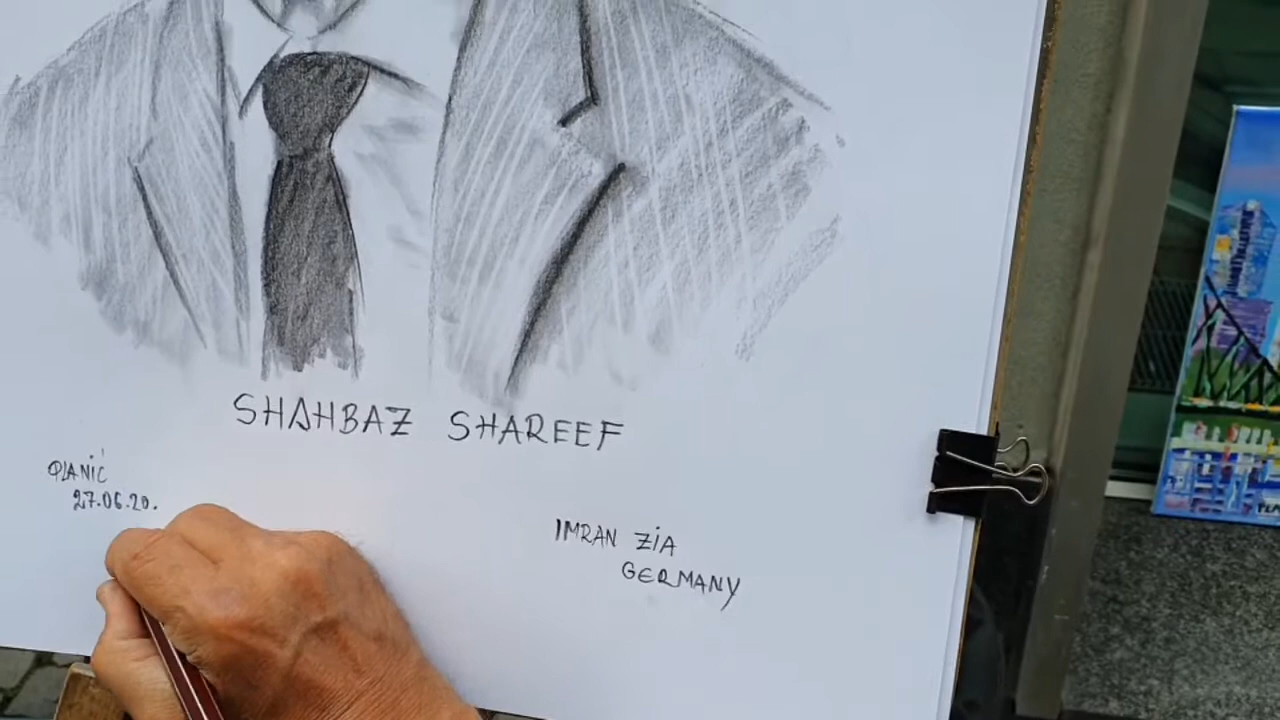 SHAHBAZ SHAREEF
PLANIĆ
27.06.20.
IMRAN ZIA
GERMANY